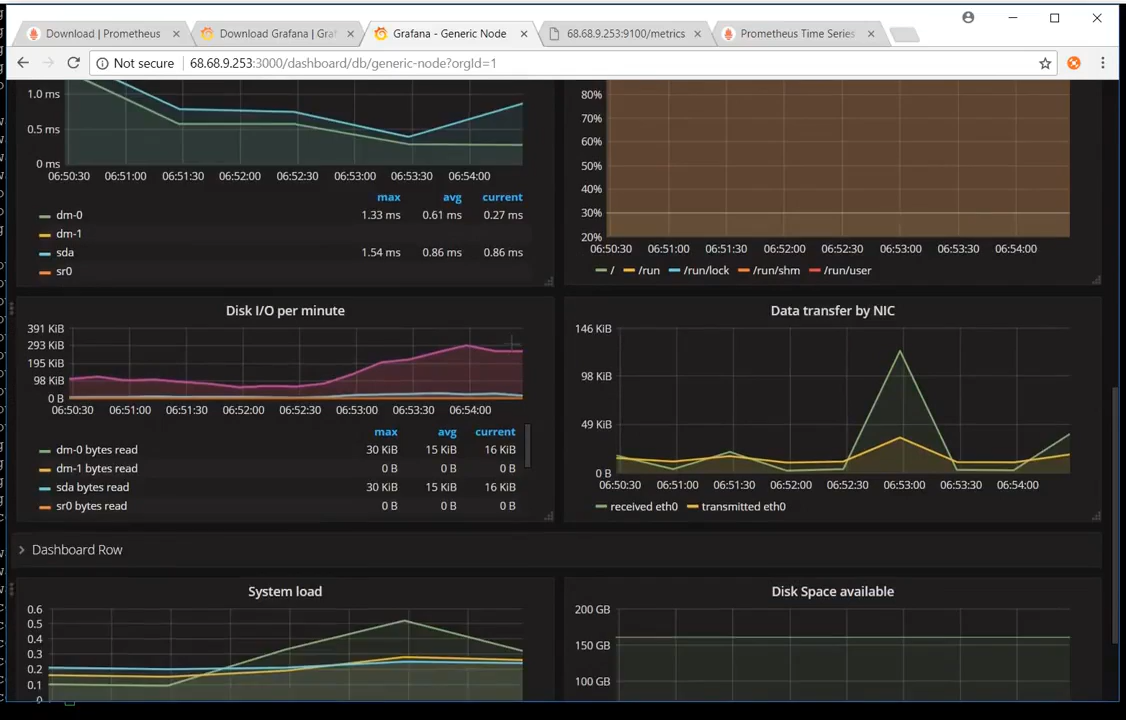 Download | Prometheus
Download Grafana | Graf
Grafana - Generic Node
68.68.9.253:9100/metrics
Prometheus Time Series
Not secure
68.68.9.253:3000/dashboard/db/generic-node?orgId=1
1.0 ms
0.5 ms
0 ms
06:50:30 06:51:00 06:51:30 06:52:00 06:52:30 06:53:00 06:53:30 06:54:00
max avg current
dm-0 1.33 ms 0.61 ms 0.27 ms
dm-1
sda 1.54 ms 0.86 ms 0.86 ms
sr0
80%
70%
60%
50%
40%
30%
20%
06:50:30 06:51:00 06:51:30 06:52:00 06:52:30 06:53:00 06:53:30 06:54:00
/ /run /run/lock /run/shm /run/user
Disk I/O per minute
391 KiB
293 KiB
195 KiB
98 KiB
0 B
06:50:30 06:51:00 06:51:30 06:52:00 06:52:30 06:53:00 06:53:30 06:54:00
max avg current
dm-0 bytes read 30 KiB 15 KiB 16 KiB
dm-1 bytes read 0 B 0 B 0 B
sda bytes read 30 KiB 15 KiB 16 KiB
sr0 bytes read 0 B 0 B 0 B
Data transfer by NIC
146 KiB
98 KiB
49 KiB
0 B
06:50:30 06:51:00 06:51:30 06:52:00 06:52:30 06:53:00 06:53:30 06:54:00
received eth0 transmitted eth0
Dashboard Row
System load
0.6
0.5
0.4
0.3
0.2
0.1
0
Disk Space available
200 GB
150 GB
100 GB